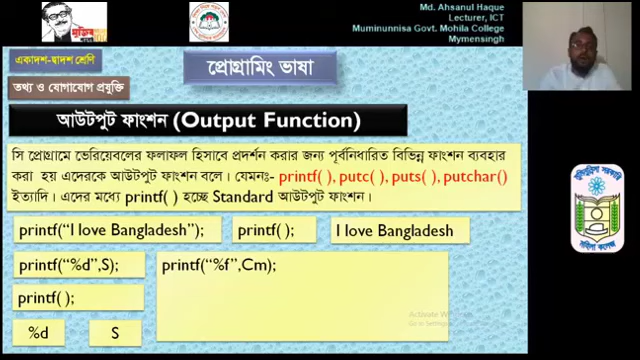 Md. Ahsanul Haque
Lecturer, ICT
Muminunnisa Govt. Mohila College
Mymensingh
একাদশ-দ্বাদশ শ্রেণি
প্রোগ্রামিং ভাষা
তথ্য ও যোগাযোগ প্রযুক্তি
আউটপুট ফাংশন (Output Function)
সি প্রোগ্রামে ভেরিয়েবলের ফলাফল হিসাবে প্রদর্শন করার জন্য পূর্বনিধারিত বিভিন্ন ফাংশন ব্যবহার
করা হয় এদেরকে আউটপুট ফাংশন বলে। যেমনঃ- printf( ), putc( ), puts( ), putchar()
ইত্যাদি। এদের মধ্যে printf( ) হচ্ছে Standard আউটপুট ফাংশন।
printf("I love Bangladesh"); printf( ); I love Bangladesh
printf("%d",S); printf("%f",Cm);
printf( );
%d S